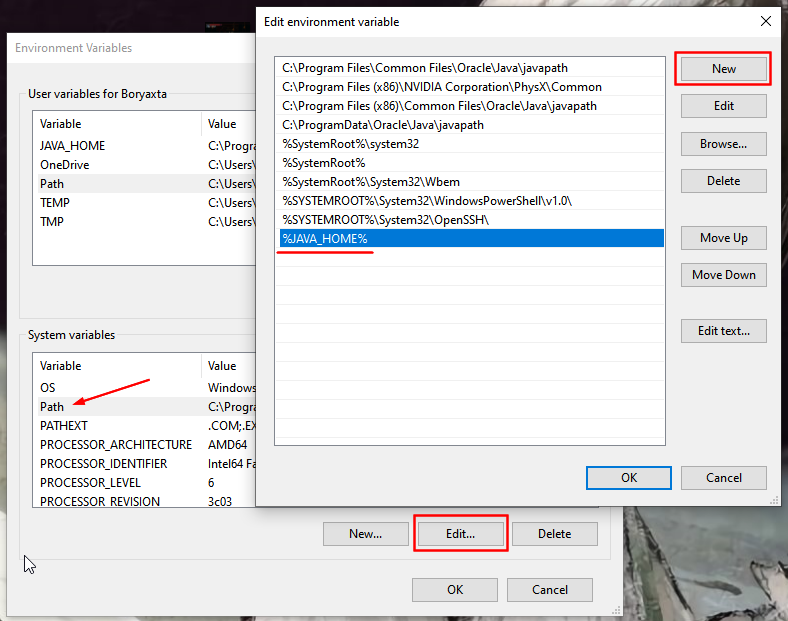 Environment Variables
User variables for Boryaxta
Variable Value
JAVA_HOME C:\Progra
OneDrive C:\Users\
Path C:\Users\
TEMP C:\Users\
TMP C:\Users\
System variables
Variable Value
OS Windows
Path C:\Progra
PATHEXT .COM;.EX
PROCESSOR_ARCHITECTURE AMD64
PROCESSOR_IDENTIFIER Intel64 Fa
PROCESSOR_LEVEL 6
PROCESSOR_REVISION 3c03
New... Edit... Delete
OK Cancel
Edit environment variable
C:\Program Files\Common Files\Oracle\Java\javapath
C:\Program Files (x86)\NVIDIA Corporation\PhysX\Common
C:\Program Files (x86)\Common Files\Oracle\Java\javapath
C:\ProgramData\Oracle\Java\javapath
%SystemRoot%\system32
%SystemRoot%
%SystemRoot%\System32\Wbem
%SYSTEMROOT%\System32\WindowsPowerShell\v1.0\
%SYSTEMROOT%\System32\OpenSSH\
%JAVA_HOME%
New
Edit
Browse...
Delete
Move Up
Move Down
Edit text...
OK Cancel